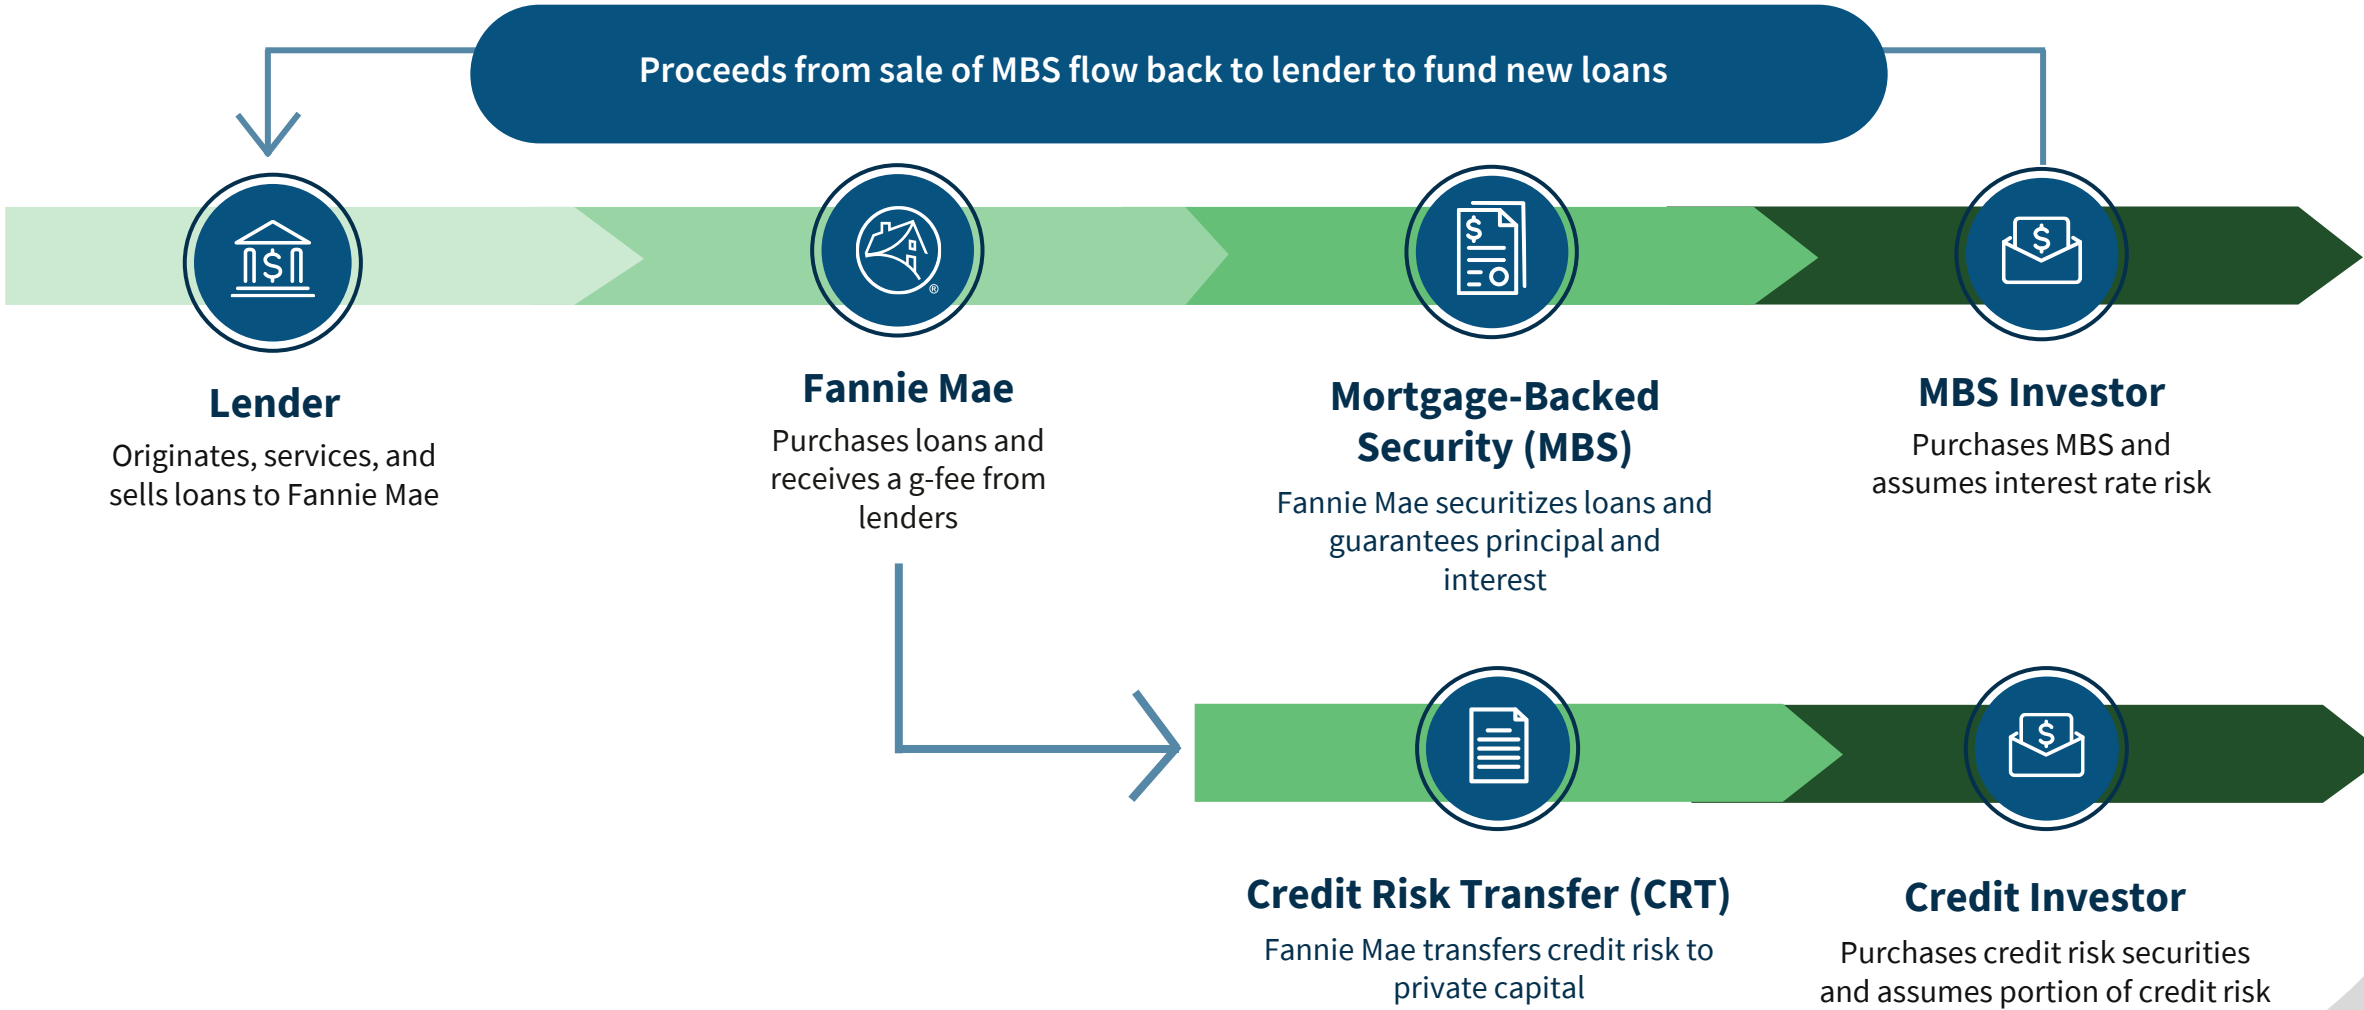 Proceeds from sale of MBS flow back to lender to fund new loans
Lender
Originates, services, and
sells loans to Fannie Mae
Fannie Mae
Purchases loans and
receives a g-fee from
lenders
Mortgage-Backed
Security (MBS)
Fannie Mae securitizes loans and
guarantees principal and
interest
MBS Investor
Purchases MBS and
assumes interest rate risk
Credit Risk Transfer (CRT)
Fannie Mae transfers credit risk to
private capital
Credit Investor
Purchases credit risk securities
and assumes portion of credit risk